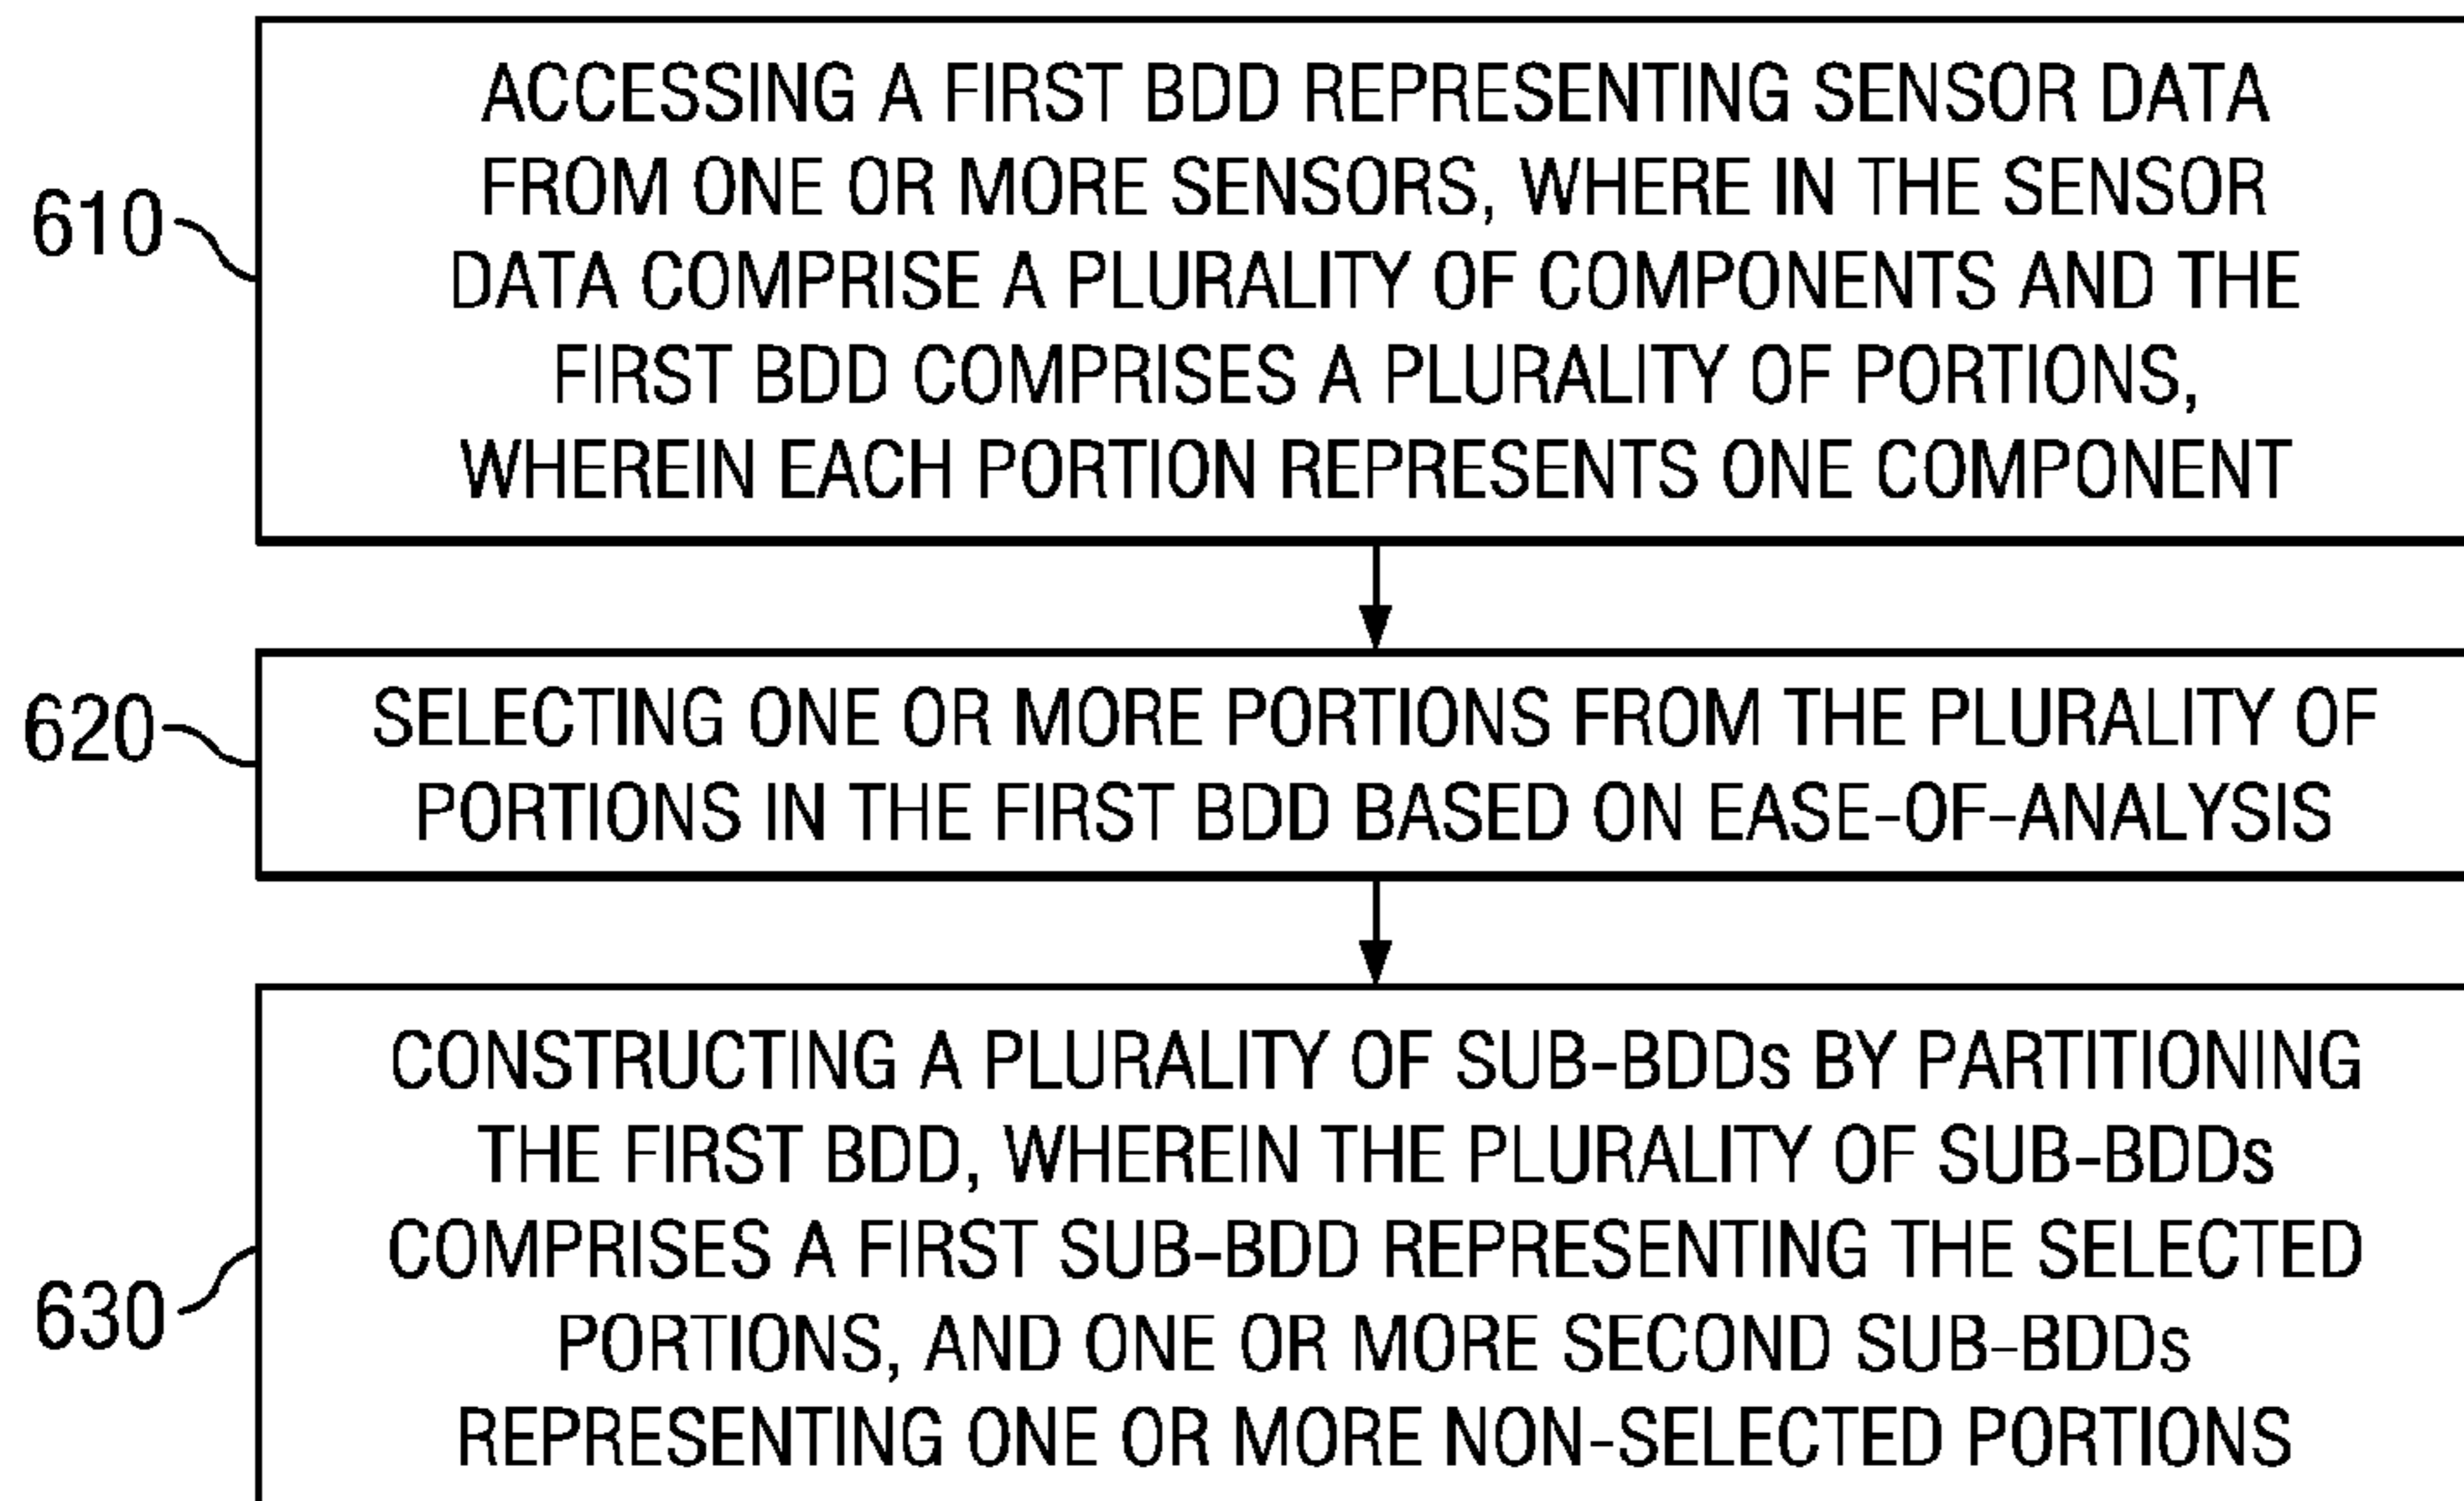 ACCESSING A FIRST BDD REPRESENTING SENSOR DATA
FROM ONE OR MORE SENSORS, WHERE IN THE SENSOR
610
DATA COMPRISE A PLURALITY OF COMPONENTS AND THE
FIRST BDD COMPRISES A PLURALITY OF PORTIONS,
WHEREIN EACH PORTION REPRESENTS ONE COMPONENT
620
SELECTING ONE OR MORE PORTIONS FROM THE PLURALITY OF
PORTIONS IN THE FIRST BDD BASED ON EASE-OF-ANALYSIS
CONSTRUCTING A PLURALITY OF SUB-BDDs BY PARTITIONING
THE FIRST BDD, WHEREIN THE PLURALITY OF SUB-BDDs
COMPRISES A FIRST SUB-BDD REPRESENTING THE SELECTED
630
PORTIONS, AND ONE OR MORE SECOND SUB-BDDs
REPRESENTING ONE OR MORE NON-SELECTED PORTIONS